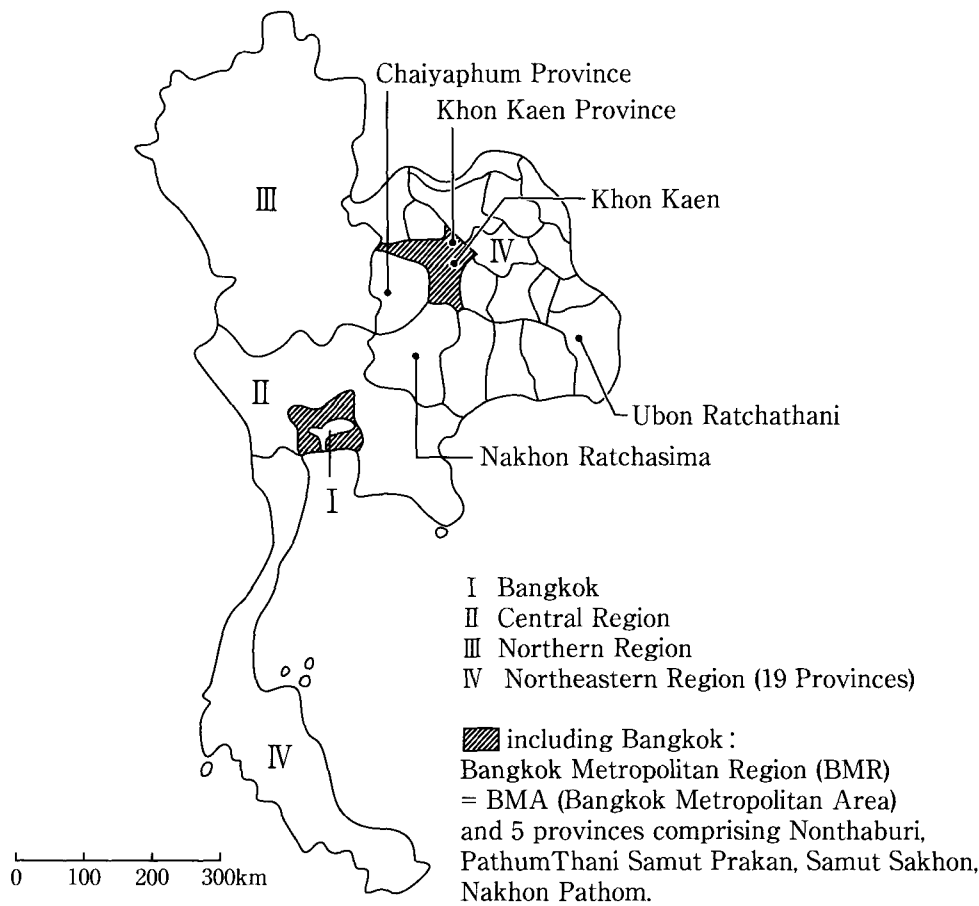 Chaiyaphum Province
Khon Kaen Province
Khon Kaen
Ⅲ
Ⅳ
Ⅱ
Ubon Ratchathani
Nakhon Ratchasima
Ⅰ
Ⅰ Bangkok
Ⅱ Central Region
Ⅲ Northern Region
Ⅳ Northeastern Region (19 Provinces)
Ⅳ
including Bangkok:
Bangkok Metropolitan Region (BMR)
= BMA (Bangkok Metropolitan Area)
and 5 provinces comprising Nonthaburi,
PathumThani Samut Prakan, Samut Sakhon,
Nakhon Pathom.
0 100 200 300km